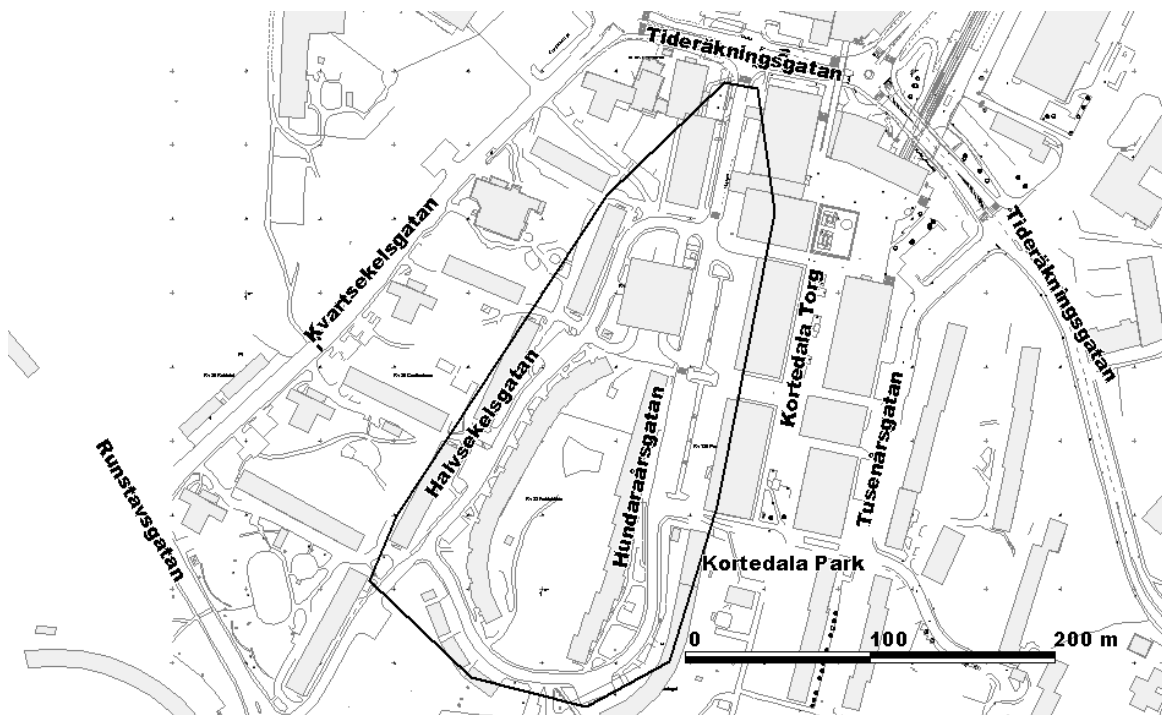 Tideräkningsgatan
Kvartsekelsgatan
Tideräkningsgatan
Kortedala Torg
Halvsekelsgatan
Hundraårsgatan
Tusenårsgatan
Runstavsgatan
Kortedala Park
0 100 200 m